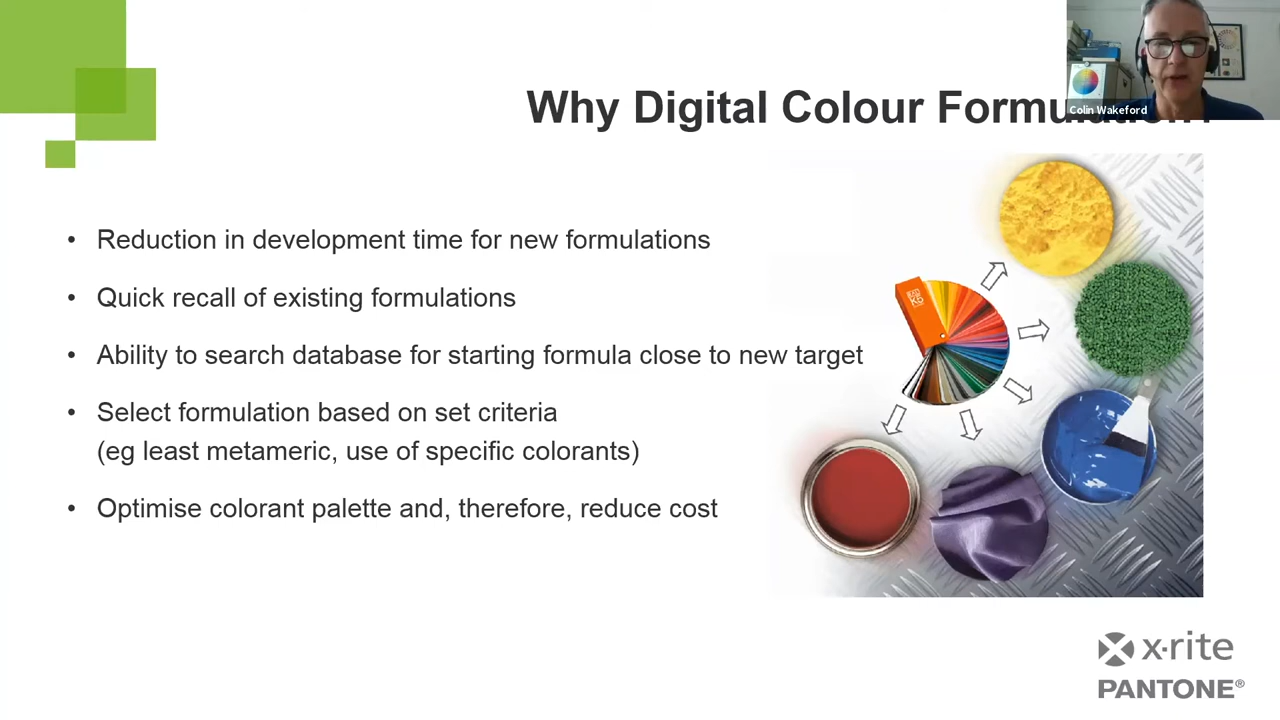 Why Digital Colour
Colin Wakeford
• Reduction in development time for new formulations
• Quick recall of existing formulations
• Ability to search database for starting formula close to new target
• Select formulation based on set criteria
(eg least metameric, use of specific colorants)
• Optimise colorant palette and, therefore, reduce cost
K5
x·rite
PANTONE®